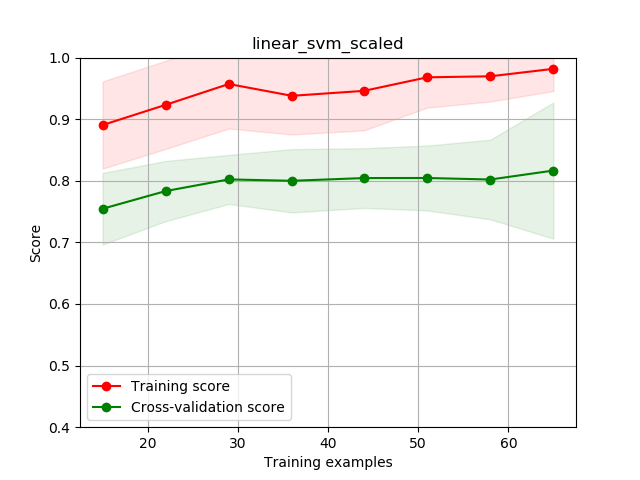 linear_svm_scaled
1.0
0.9
0.8
0.7
0.6
0.5
0.4
Score
Training score
Cross-validation score
20 30 40 50 60
Training examples